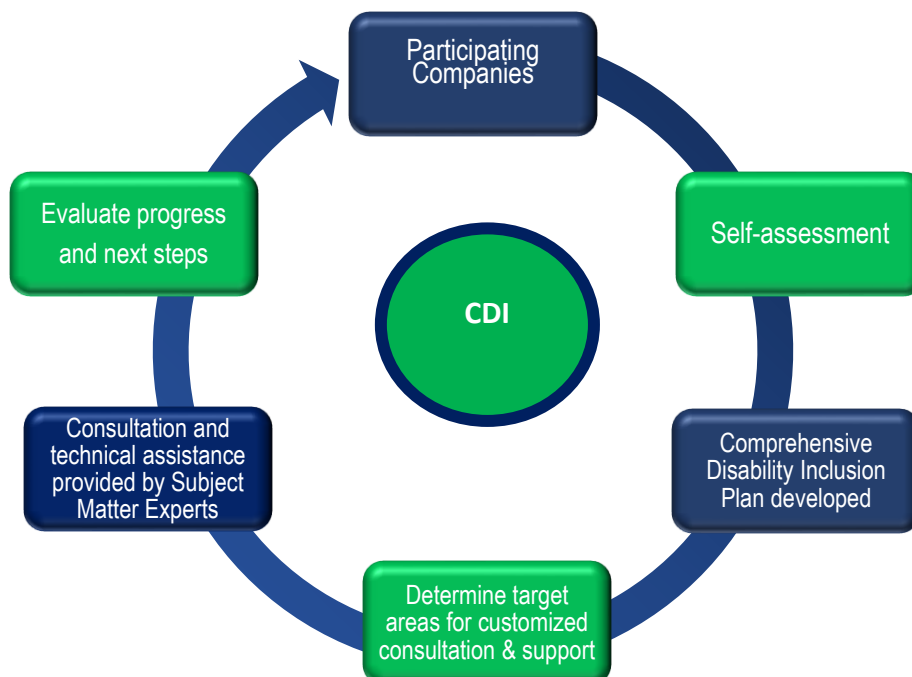 Participating
Companies
Self-assessment
Comprehensive
Disability Inclusion
Plan developed
Determine target
areas for customized
consultation & support
Consultation and
technical assistance
provided by Subject
Matter Experts
Evaluate progress
and next steps
CDI